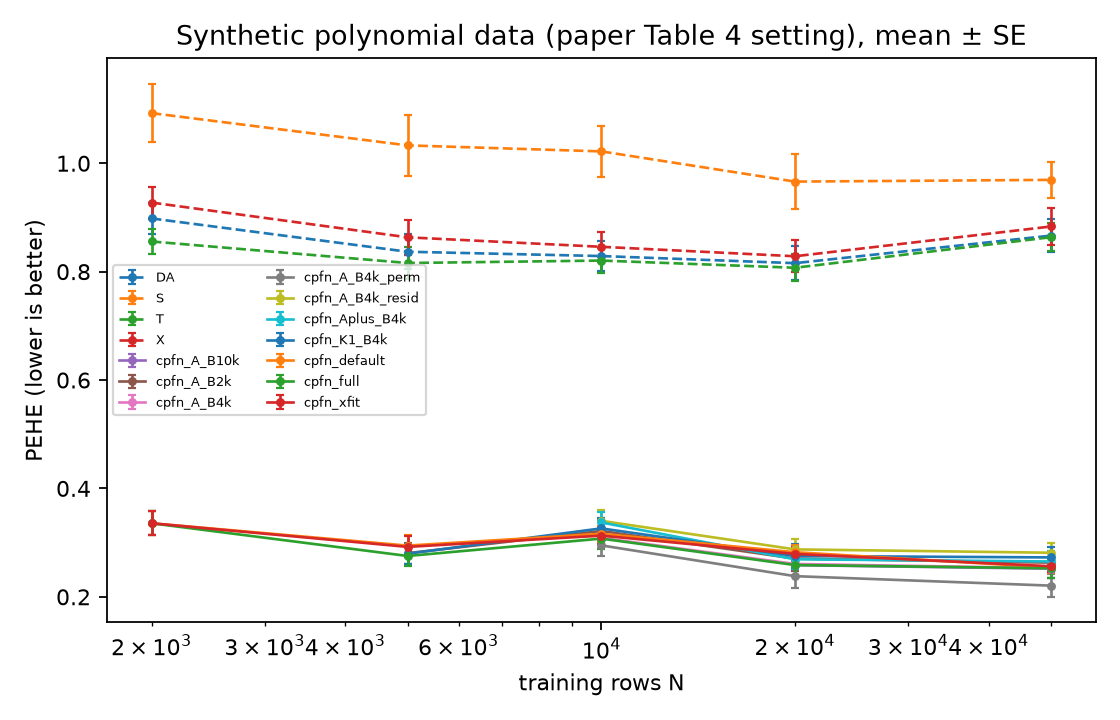 Synthetic polynomial data (paper Table 4 setting), mean ± SE
PEHE (lower is better)
1.0
0.8
0.6
0.4
0.2
DA
S
T
X
cpfn_A_B10k
cpfn_A_B2k
cpfn_A_B4k
cpfn_A_B4k_perm
cpfn_A_B4k_resid
cpfn_Aplus_B4k
cpfn_K1_B4k
cpfn_default
cpfn_full
cpfn_xfit
2 × 10³ 3 × 10³ 4 × 10³ 6 × 10³ 10⁴ 2 × 10⁴ 3 × 10⁴ 4 × 10⁴
training rows N